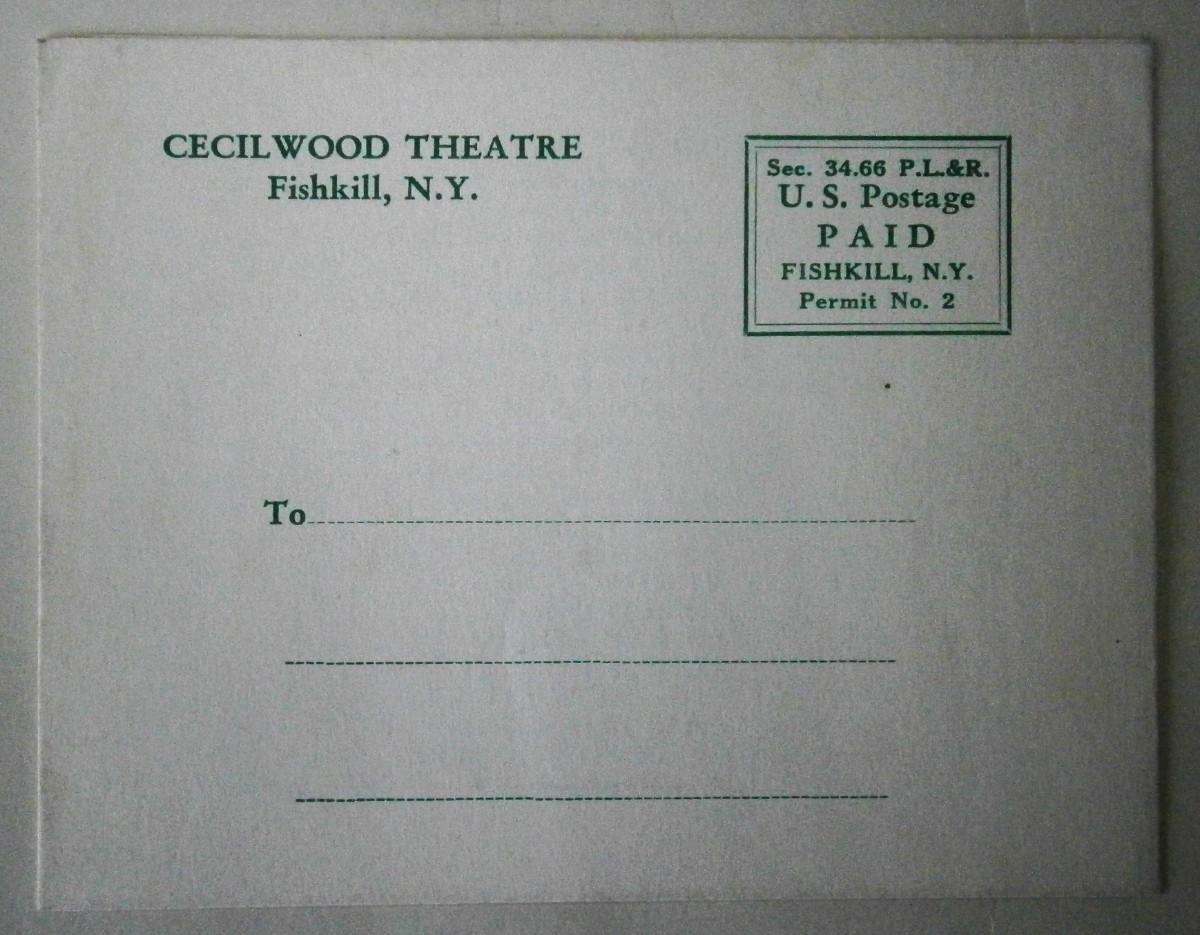 CECILWOOD THEATRE
Fishkill, N.Y.
Sec. 34.66 P.L.&R.
U. S. Postage
PAID
FISHKILL, N.Y.
Permit No. 2
To